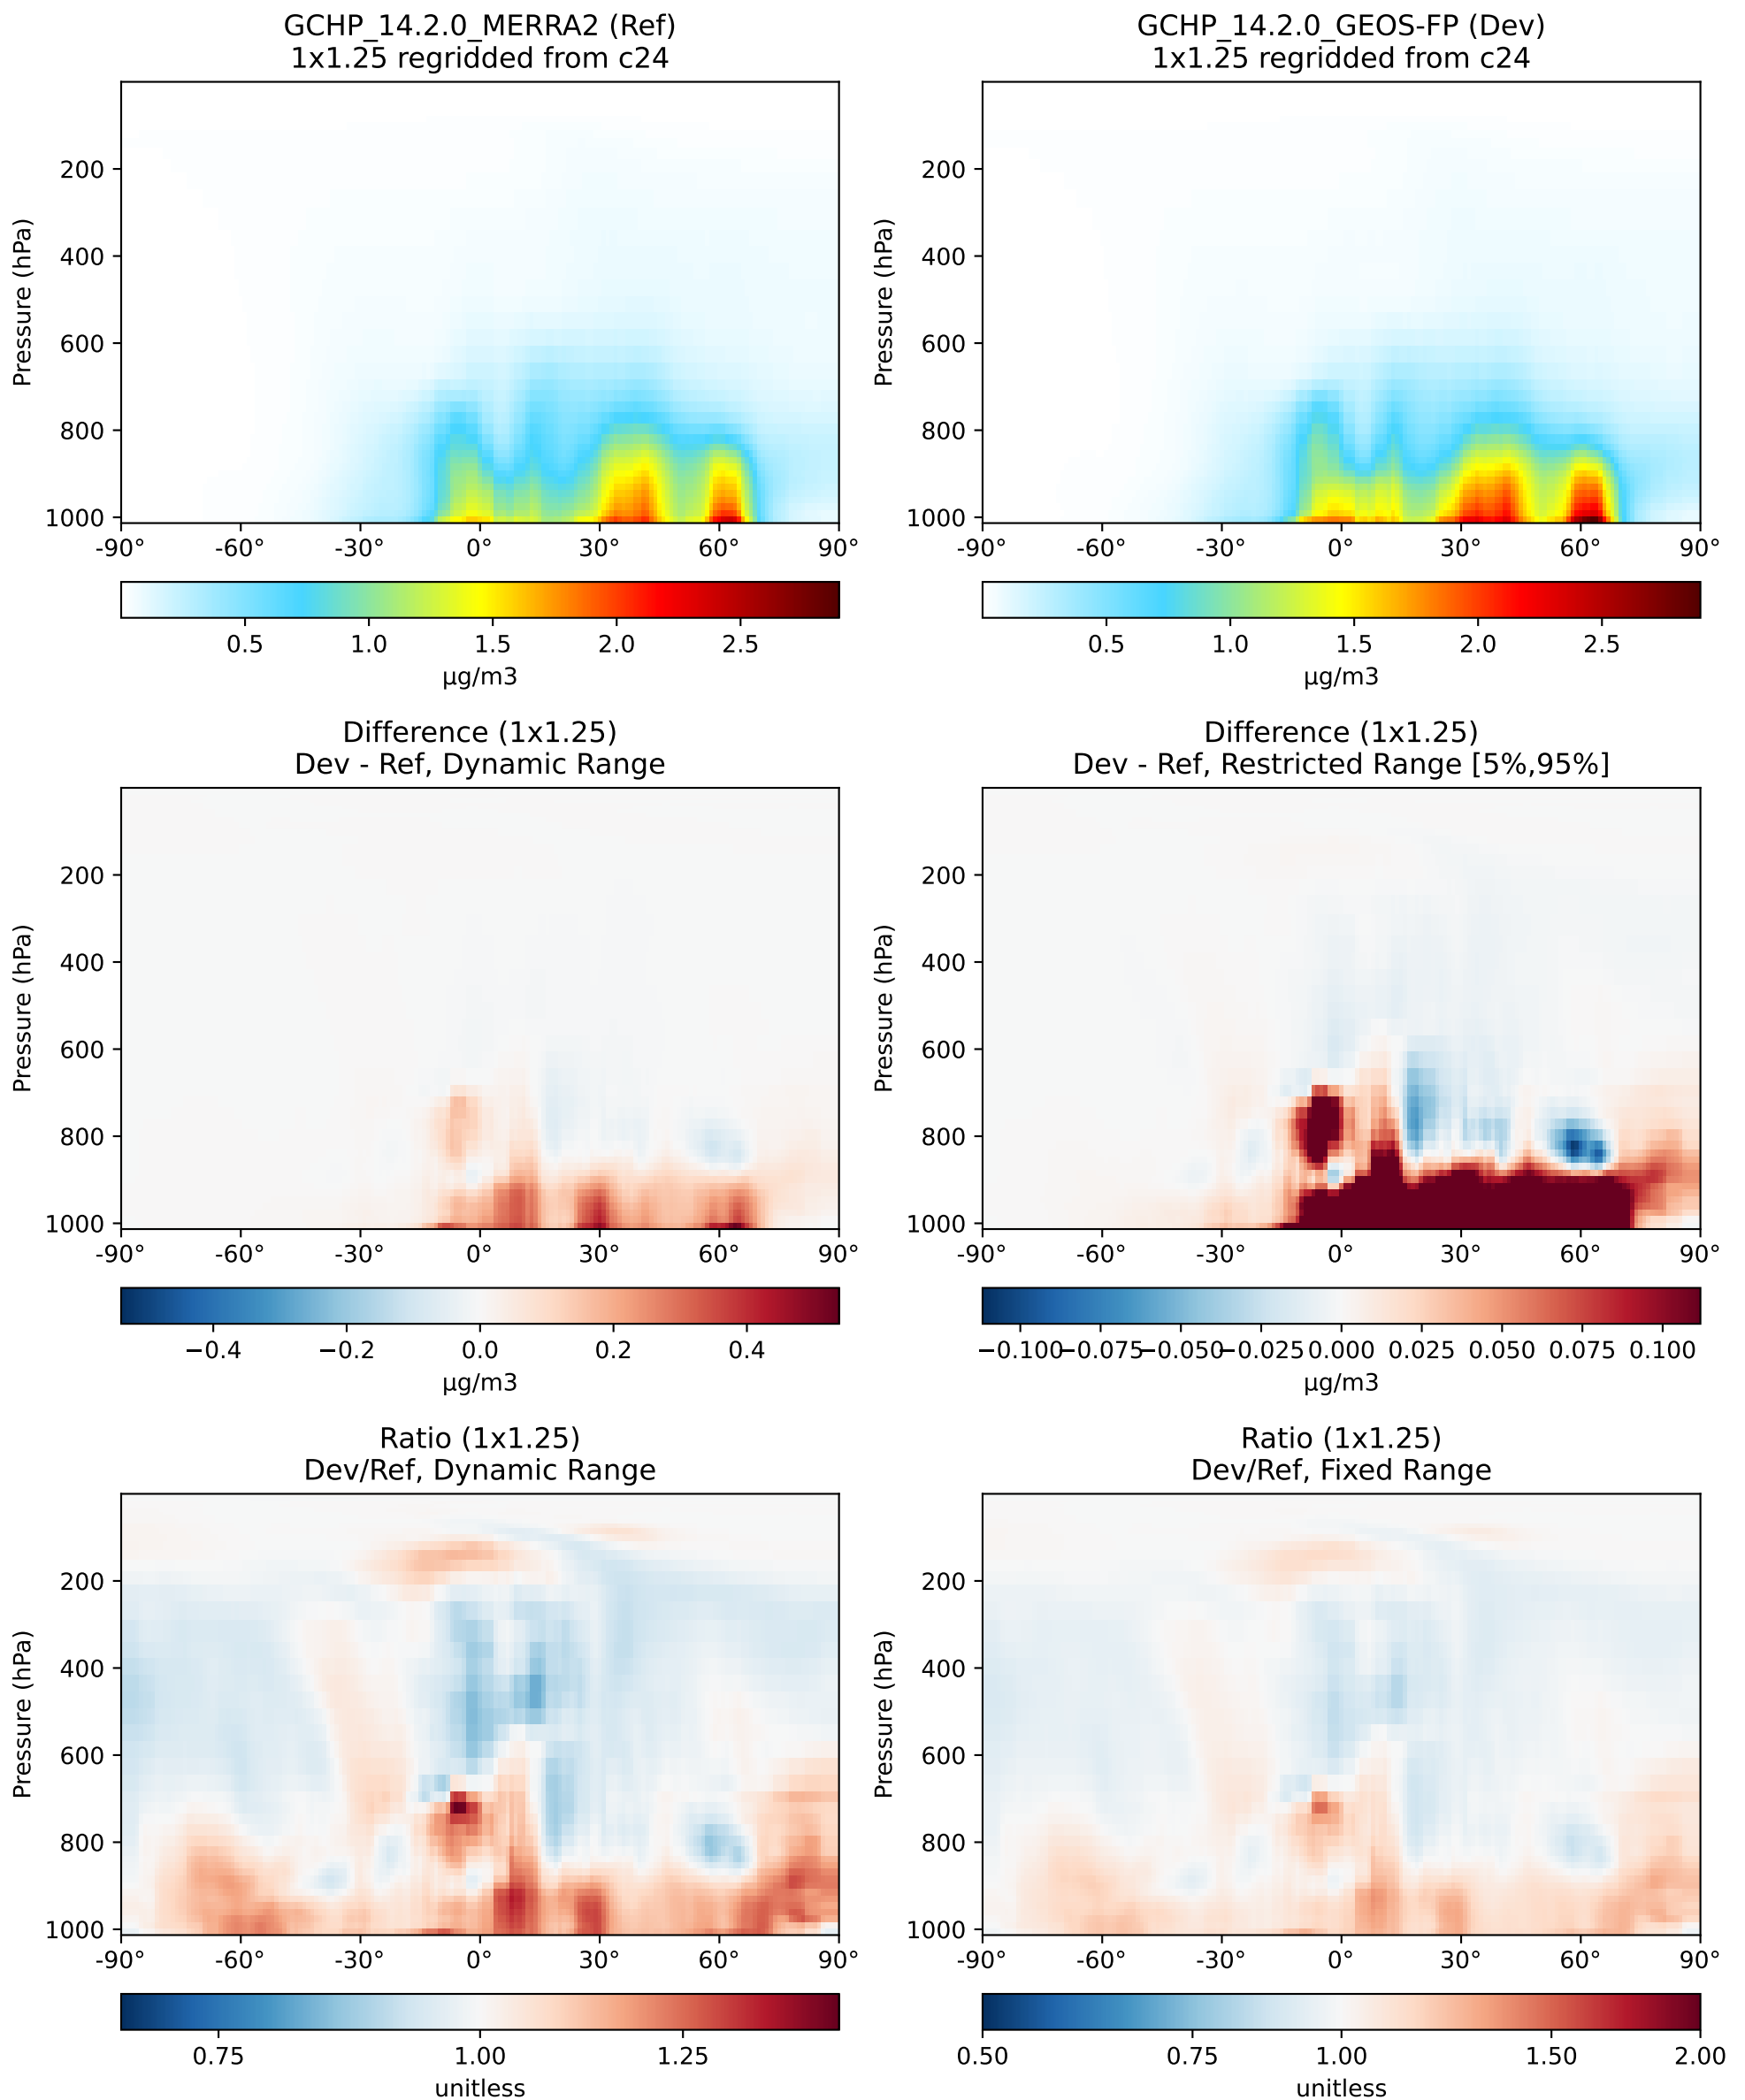 GCHP_14.2.0_MERRA2 (Ref)
1x1.25 regridded from c24
Pressure (hPa)
200
400
600
800
1000
-90° -60° -30° 0° 30° 60° 90°
0.5 1.0 1.5 2.0 2.5
µg/m3
GCHP_14.2.0_GEOS-FP (Dev)
1x1.25 regridded from c24
Pressure (hPa)
200
400
600
800
1000
-90° -60° -30° 0° 30° 60° 90°
0.5 1.0 1.5 2.0 2.5
µg/m3
Difference (1x1.25)
Dev - Ref, Dynamic Range
Pressure (hPa)
200
400
600
800
1000
-90° -60° -30° 0° 30° 60° 90°
−0.4 −0.2 0.0 0.2 0.4
µg/m3
Difference (1x1.25)
Dev - Ref, Restricted Range [5%,95%]
Pressure (hPa)
200
400
600
800
1000
-90° -60° -30° 0° 30° 60° 90°
−0.100 −0.075 −0.050 −0.025 0.000 0.025 0.050 0.075 0.100
µg/m3
Ratio (1x1.25)
Dev/Ref, Dynamic Range
Pressure (hPa)
200
400
600
800
1000
-90° -60° -30° 0° 30° 60° 90°
0.75 1.00 1.25
unitless
Ratio (1x1.25)
Dev/Ref, Fixed Range
Pressure (hPa)
200
400
600
800
1000
-90° -60° -30° 0° 30° 60° 90°
0.50 0.75 1.00 1.50 2.00
unitless